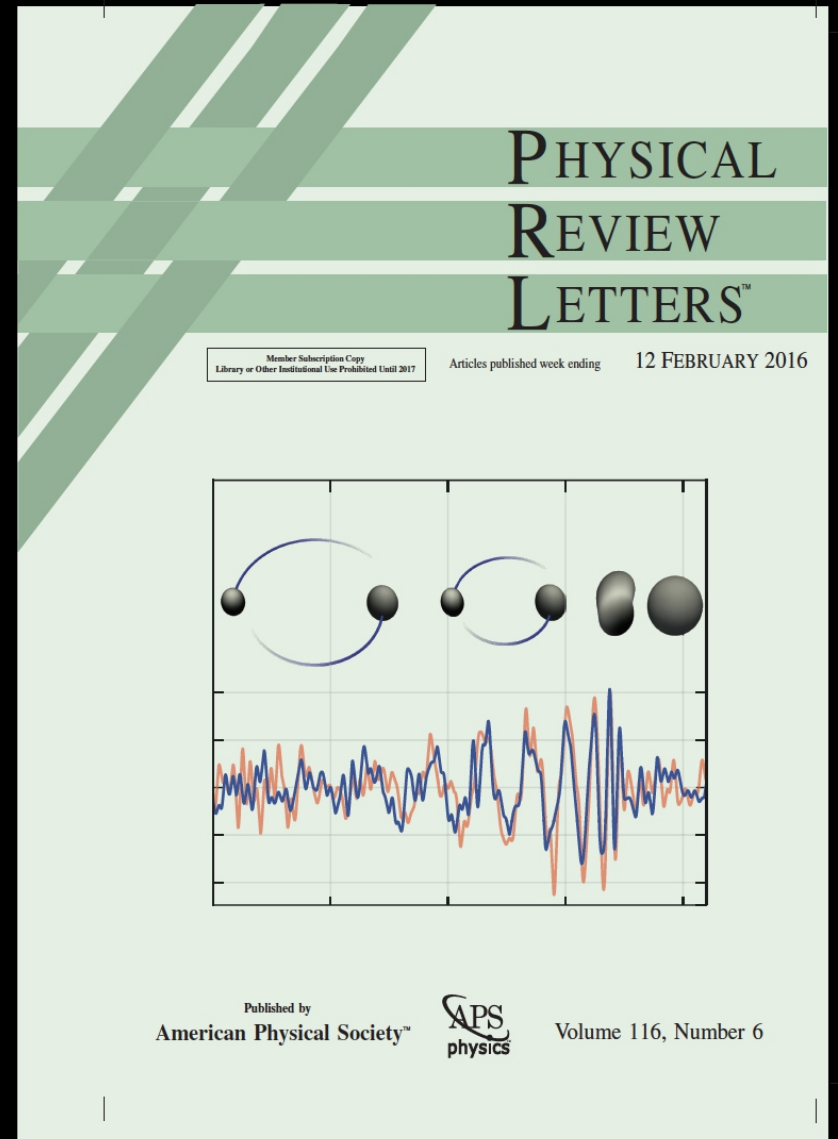 PHYSICAL
REVIEW
LETTERS™
Member Subscription Copy
Library or Other Institutional Use Prohibited Until 2017
Articles published week ending 12 FEBRUARY 2016
Published by
American Physical Society™
APS
physics
Volume 116, Number 6